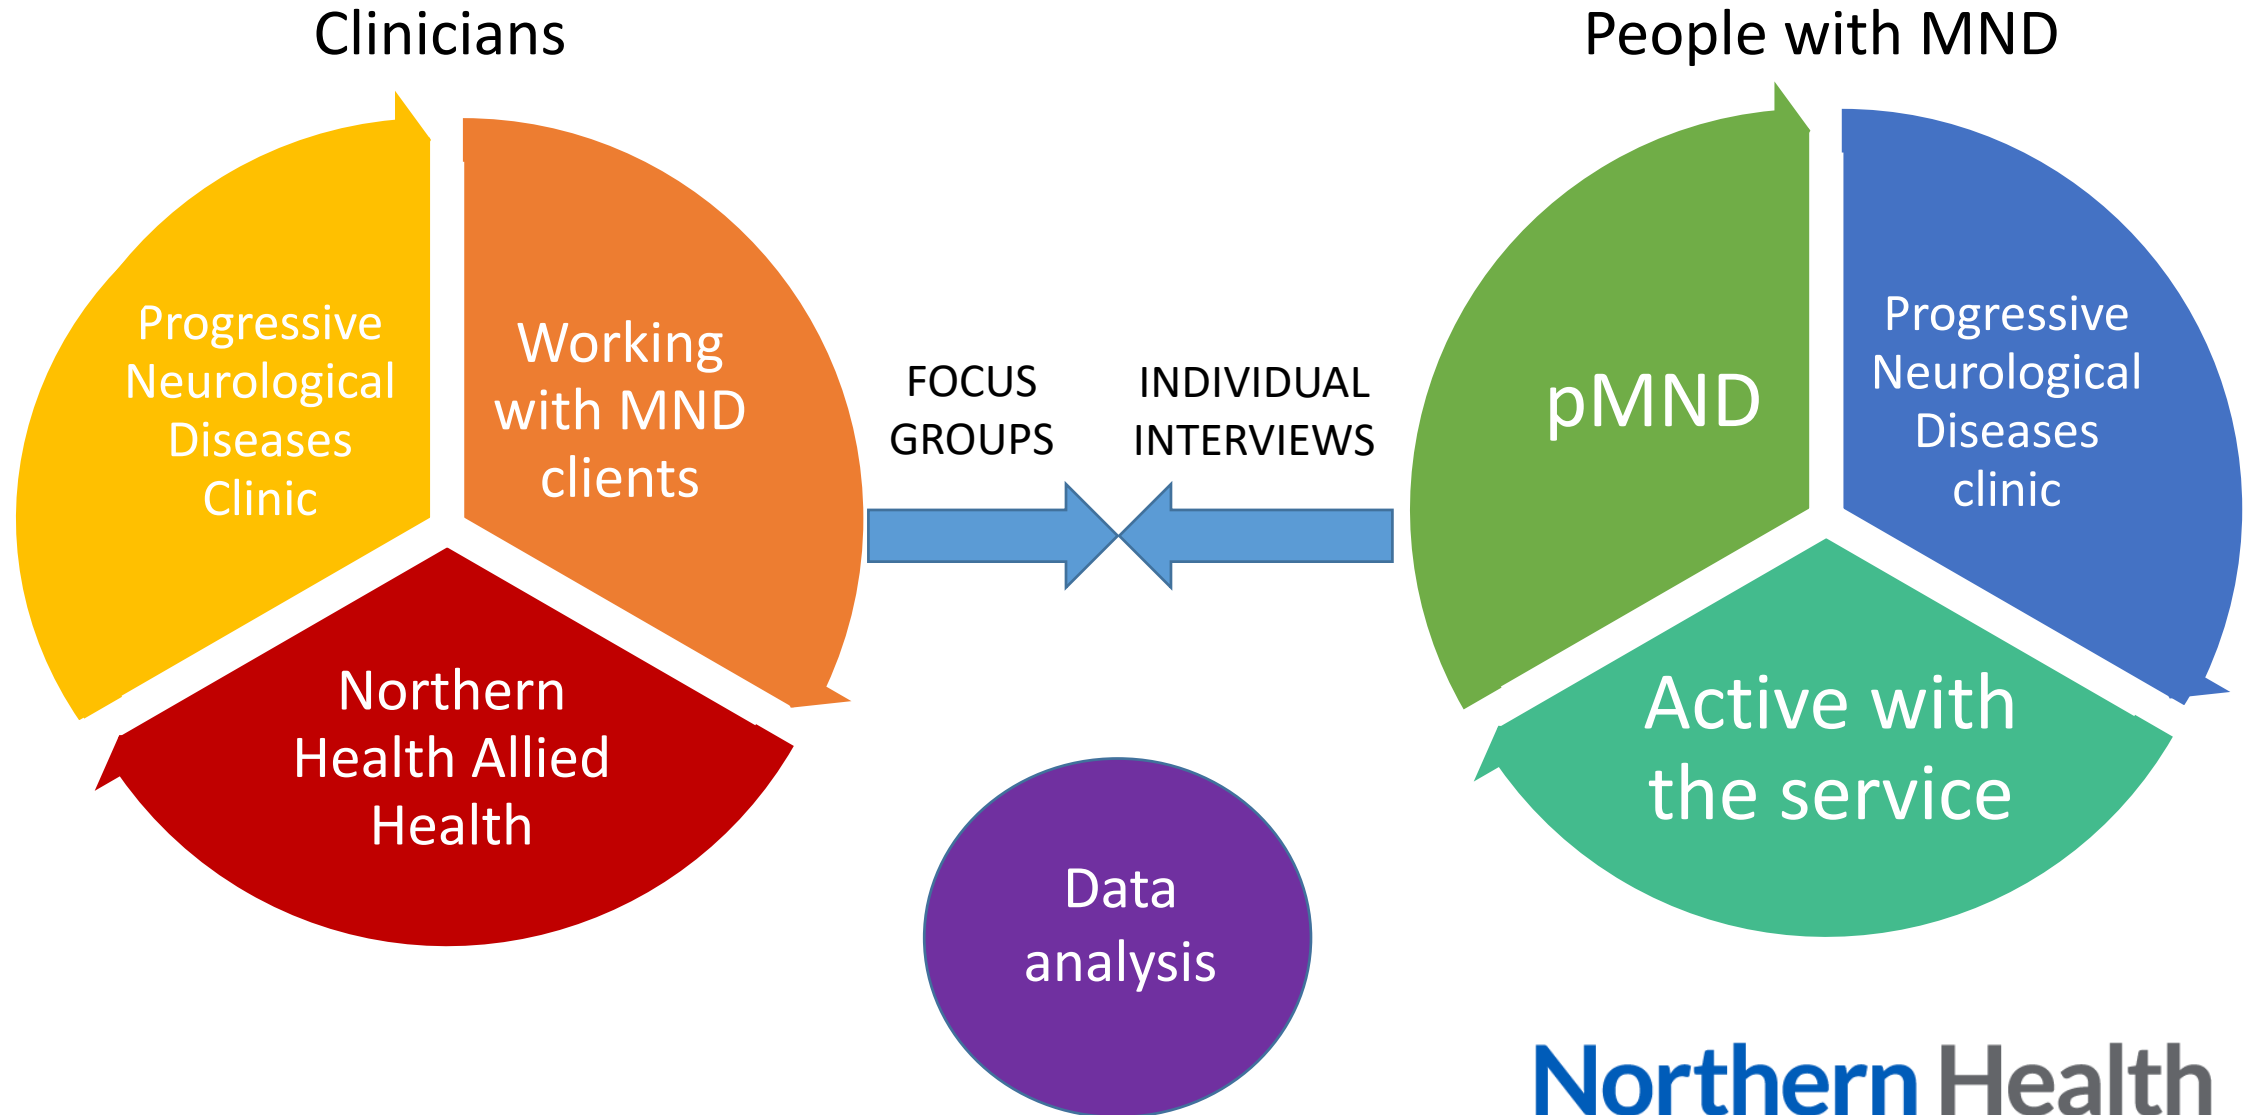 Clinicians
People with MND
Progressive
Neurological
Diseases
Clinic
Working
with MND
clients
Northern
Health Allied
Health
FOCUS
GROUPS
INDIVIDUAL
INTERVIEWS
pMND
Progressive
Neurological
Diseases
clinic
Active with
the service
Data
analysis
Northern Health